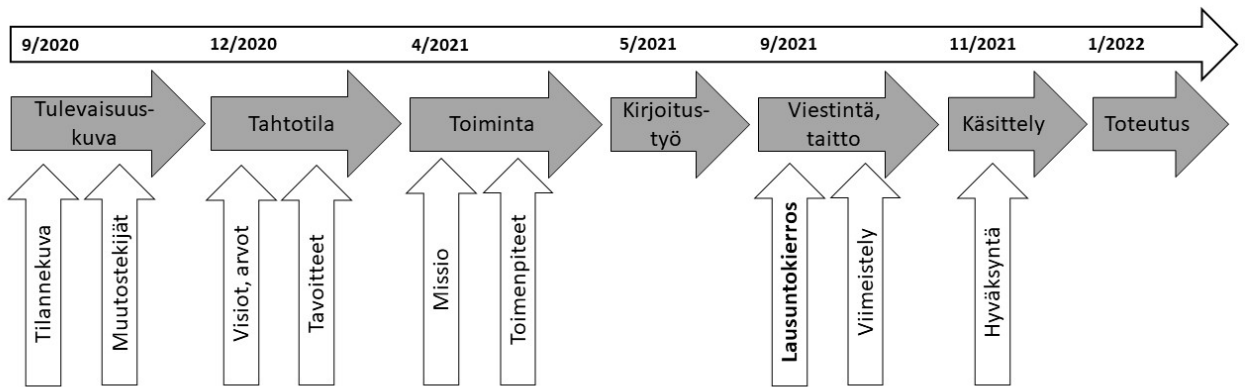 9/2020 12/2020 4/2021 5/2021 9/2021 11/2021 1/2022
Tulevaisuus-
kuva
Tahtotila
Toiminta
Kirjoitus-
työ
Viestintä,
taitto
Käsittely
Toteutus
Tilannekuva
Muutostekijät
Visiot, arvot
Tavoitteet
Missio
Toimenpiteet
Lausuntokierros
Viimeistely
Hyväksyntä